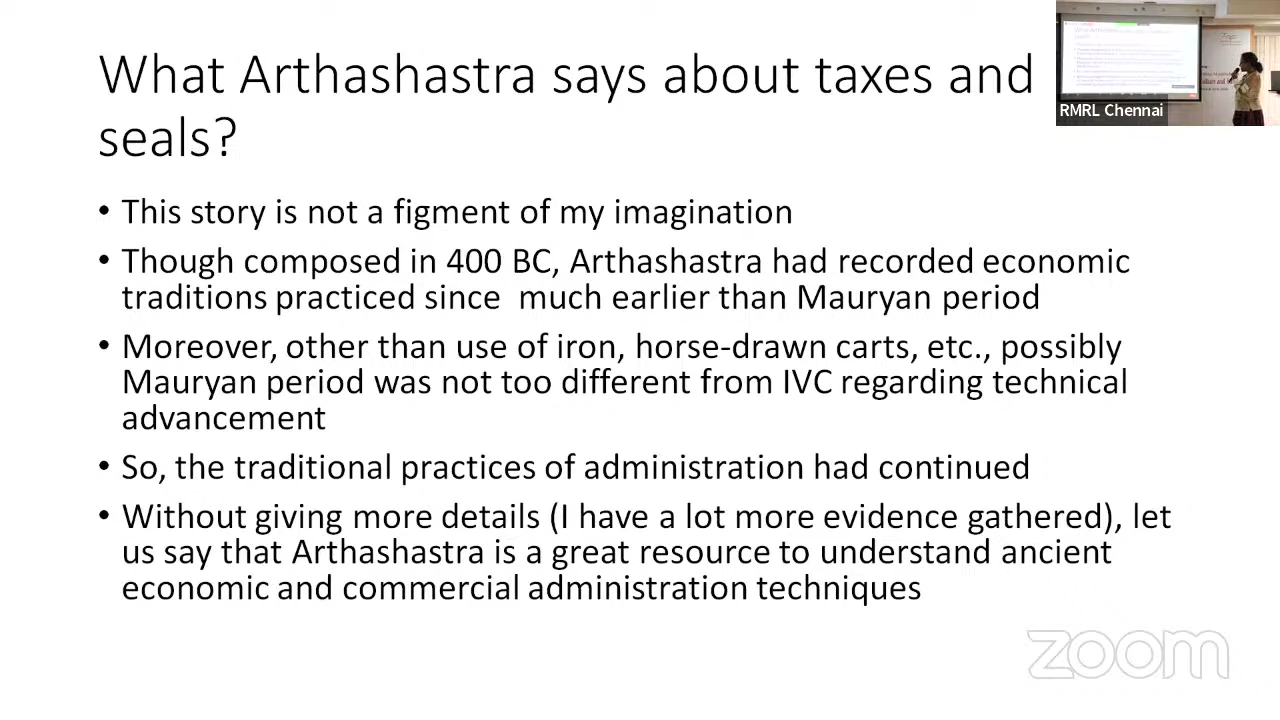 What Arthashastra says about taxes and
seals?
RMRL Chennai
• This story is not a figment of my imagination
• Though composed in 400 BC, Arthashastra had recorded economic
traditions practiced since  much earlier than Mauryan period
• Moreover, other than use of iron, horse-drawn carts, etc., possibly
Mauryan period was not too different from IVC regarding technical
advancement
• So, the traditional practices of administration had continued
• Without giving more details (I have a lot more evidence gathered), let
us say that Arthashastra is a great resource to understand ancient
economic and commercial administration techniques
zoom